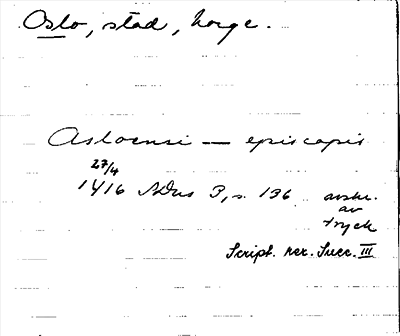 Oslo, stad, Norge.
Asloensi — episcopis
27/4
1416 SDns 3, s. 136 avskr.
av
tryck
Script. rer. Suec. III